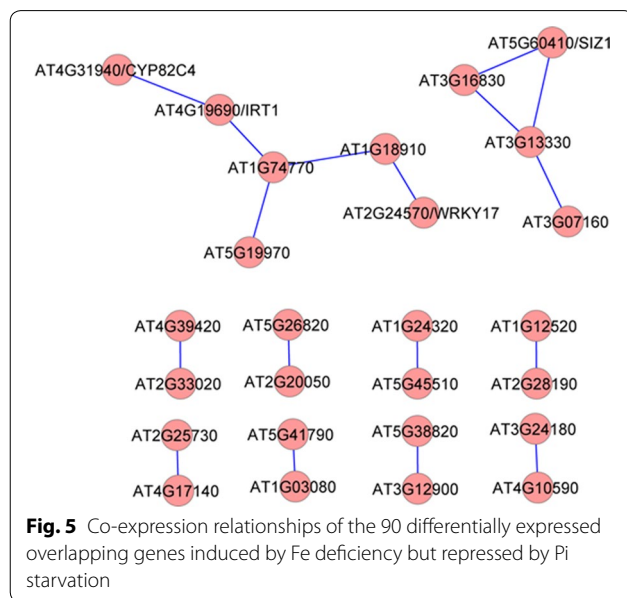 AT5G60410/SIZ1
AT4G31940/CYP82C4
AT3G16830
AT4G19690/IRT1
AT3G13330
AT1G18910
AT1G74770
AT2G24570/WRKY17
AT3G07160
AT5G19970
AT4G39420 AT5G26820 AT1G24320 AT1G12520
AT2G33020 AT2G20050 AT5G45510 AT2G28190
AT2G25730 AT5G41790 AT5G38820 AT3G24180
AT4G17140 AT1G03080 AT3G12900 AT4G10590
Fig. 5 Co-expression relationships of the 90 differentially expressed
overlapping genes induced by Fe deficiency but repressed by Pi
starvation